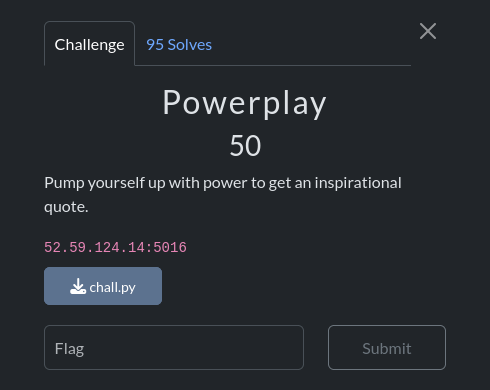 Challenge
95 Solves
Powerplay
50
Pump yourself up with power to get an inspirational
quote.
52.59.124.14:5016
chall.py
Flag
Submit